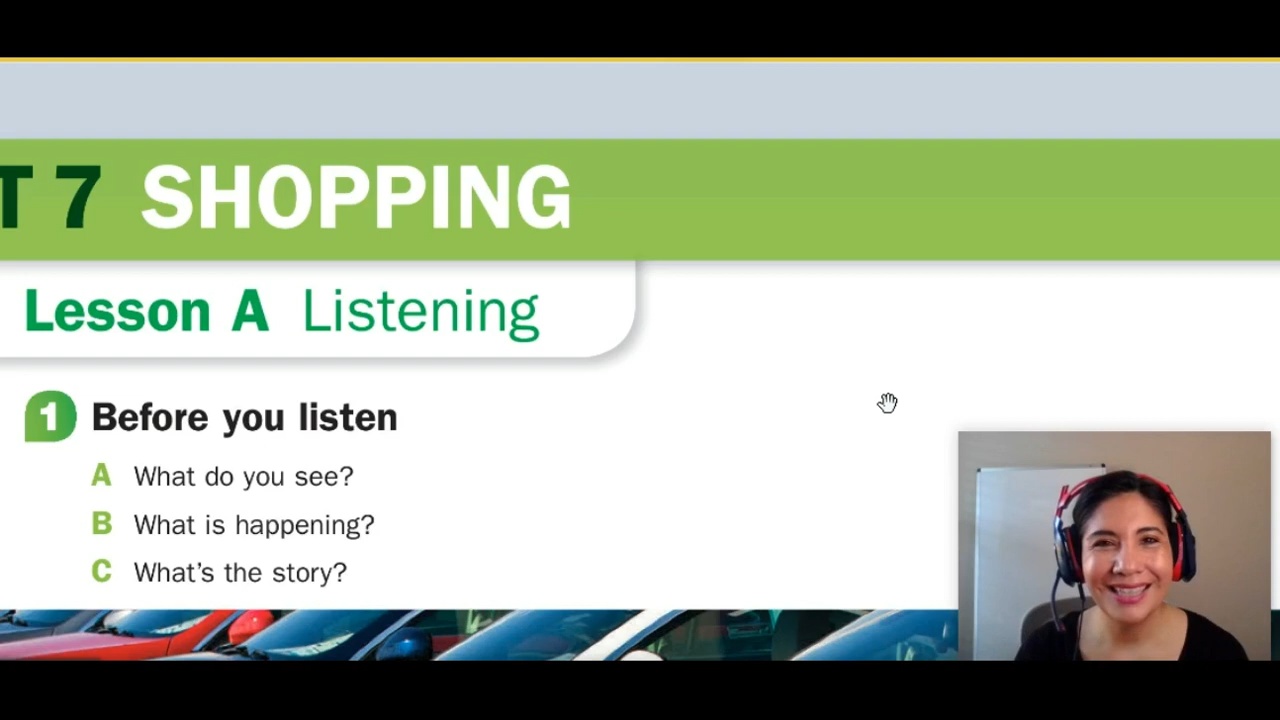 T 7 SHOPPING
Lesson A Listening
1 Before you listen
A What do you see?
B What is happening?
C What's the story?